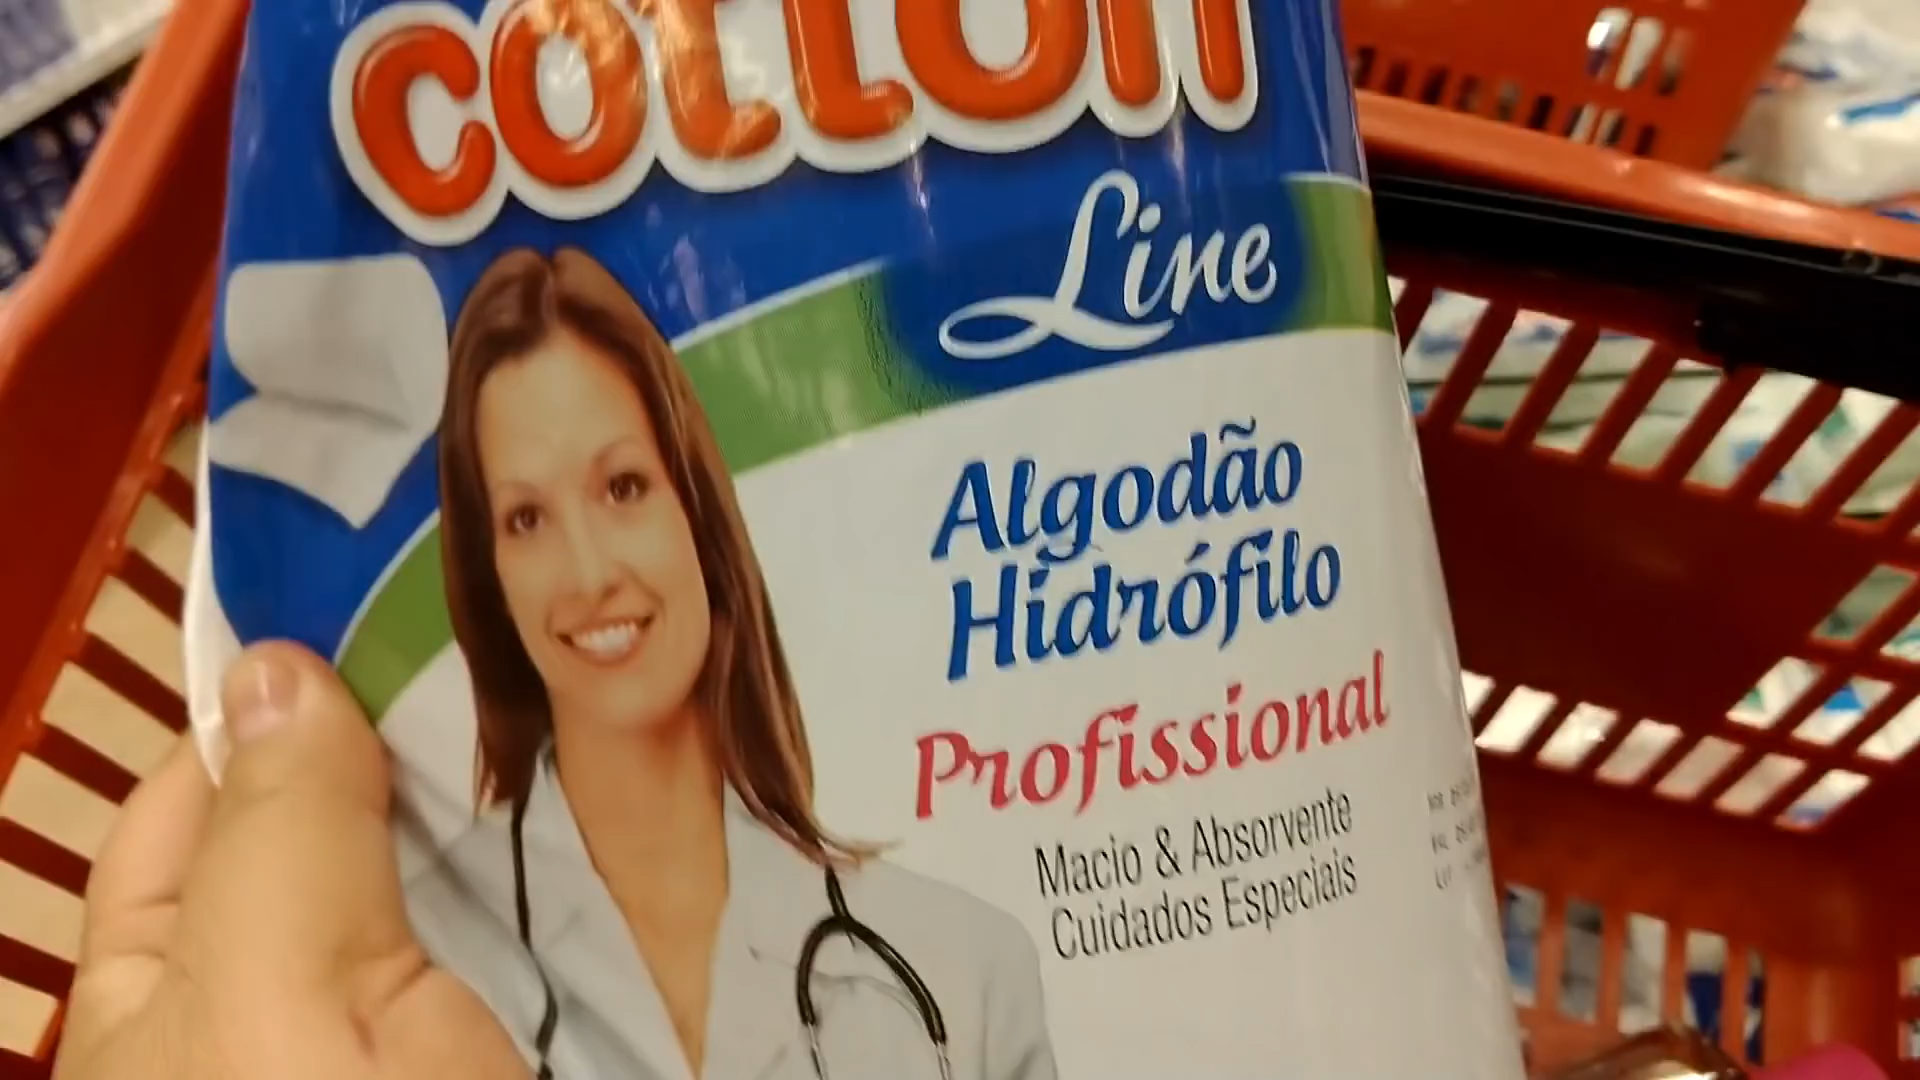 cotton
Line
Algodão
Hidrófilo
Profissional
Macio & Absorvente
Cuidados Especiais